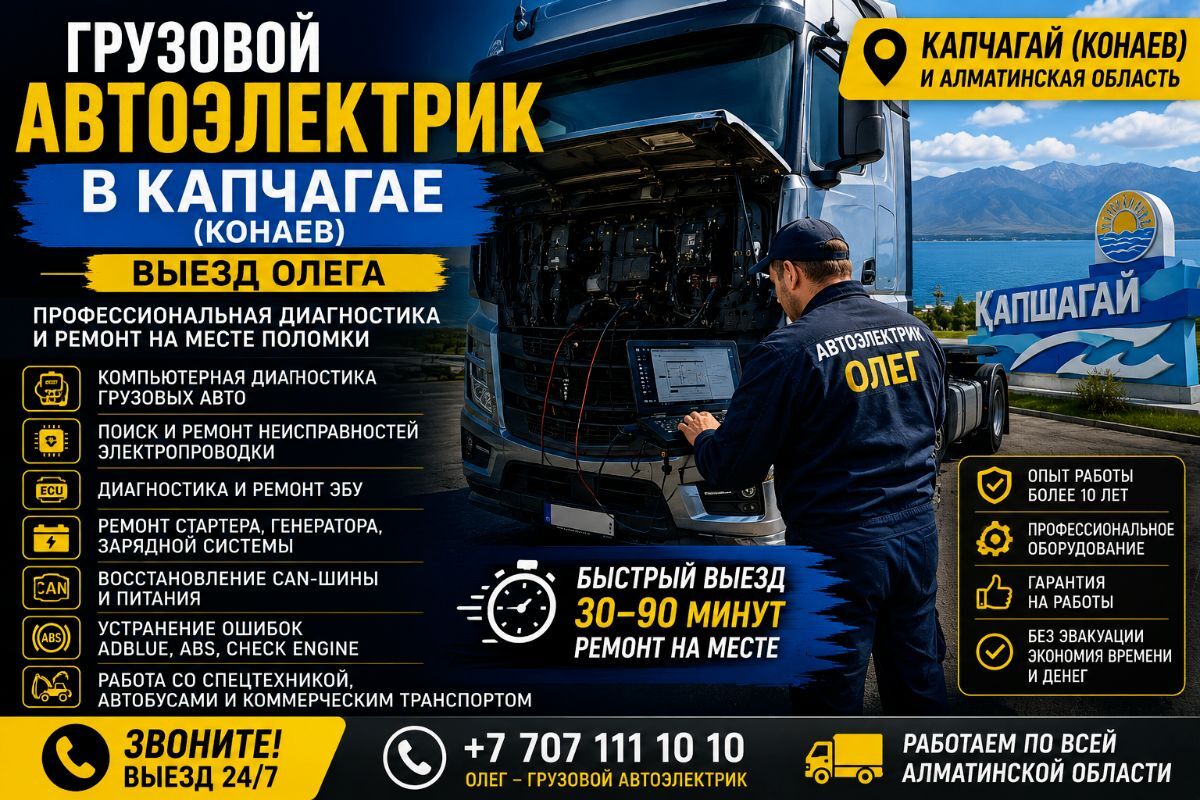 ГРУЗОВОЙ
АВТОЭЛЕКТРИК
В КАПЧАГАЕ
(КОНАЕВ)
ВЫЕЗД ОЛЕГА
ПРОФЕССИОНАЛЬНАЯ ДИАГНОСТИКА
И РЕМОНТ НА МЕСТЕ ПОЛОМКИ
КОМПЬЮТЕРНАЯ ДИАГНОСТИКА
ГРУЗОВЫХ АВТО
ПОИСК И РЕМОНТ НЕИСПРАВНОСТЕЙ
ЭЛЕКТРОПРОВОДКИ
ECU
ДИАГНОСТИКА И РЕМОНТ ЭБУ
РЕМОНТ СТАРТЕРА, ГЕНЕРАТОРА,
ЗАРЯДНОЙ СИСТЕМЫ
CAN
ВОССТАНОВЛЕНИЕ CAN-ШИНЫ
И ПИТАНИЯ
ABS
УСТРАНЕНИЕ ОШИБОК
ADBLUE, ABS, CHECK ENGINE
РАБОТА СО СПЕЦТЕХНИКОЙ,
АВТОБУСАМИ И КОММЕРЧЕСКИМ ТРАНСПОРТОМ
КАПЧАГАЙ (КОНАЕВ)
И АЛМАТИНСКАЯ ОБЛАСТЬ
ҚАПШАГАЙ
АВТОЭЛЕКТРИК
ОЛЕГ
БЫСТРЫЙ ВЫЕЗД
30–90 МИНУТ
РЕМОНТ НА МЕСТЕ
ОПЫТ РАБОТЫ
БОЛЕЕ 10 ЛЕТ
ПРОФЕССИОНАЛЬНОЕ
ОБОРУДОВАНИЕ
ГАРАНТИЯ
НА РАБОТЫ
БЕЗ ЭВАКУАЦИИ
ЭКОНОМИЯ ВРЕМЕНИ
И ДЕНЕГ
ЗВОНИТЕ!
ВЫЕЗД 24/7
+7 707 111 10 10
ОЛЕГ – ГРУЗОВОЙ АВТОЭЛЕКТРИК
РАБОТАЕМ ПО ВСЕЙ
АЛМАТИНСКОЙ ОБЛАСТИ